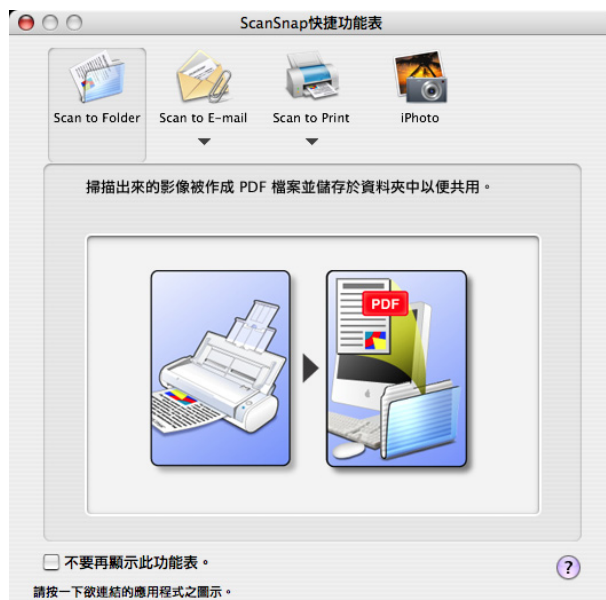 ScanSnap快捷功能表
Scan to Folder
Scan to E-mail
Scan to Print
iPhoto
掃描出來的影像被作成 PDF 檔案並儲存於資料夾中以便共用。
PDF
不要再顯示此功能表。
?
請按一下欲連結的應用程式之圖示。